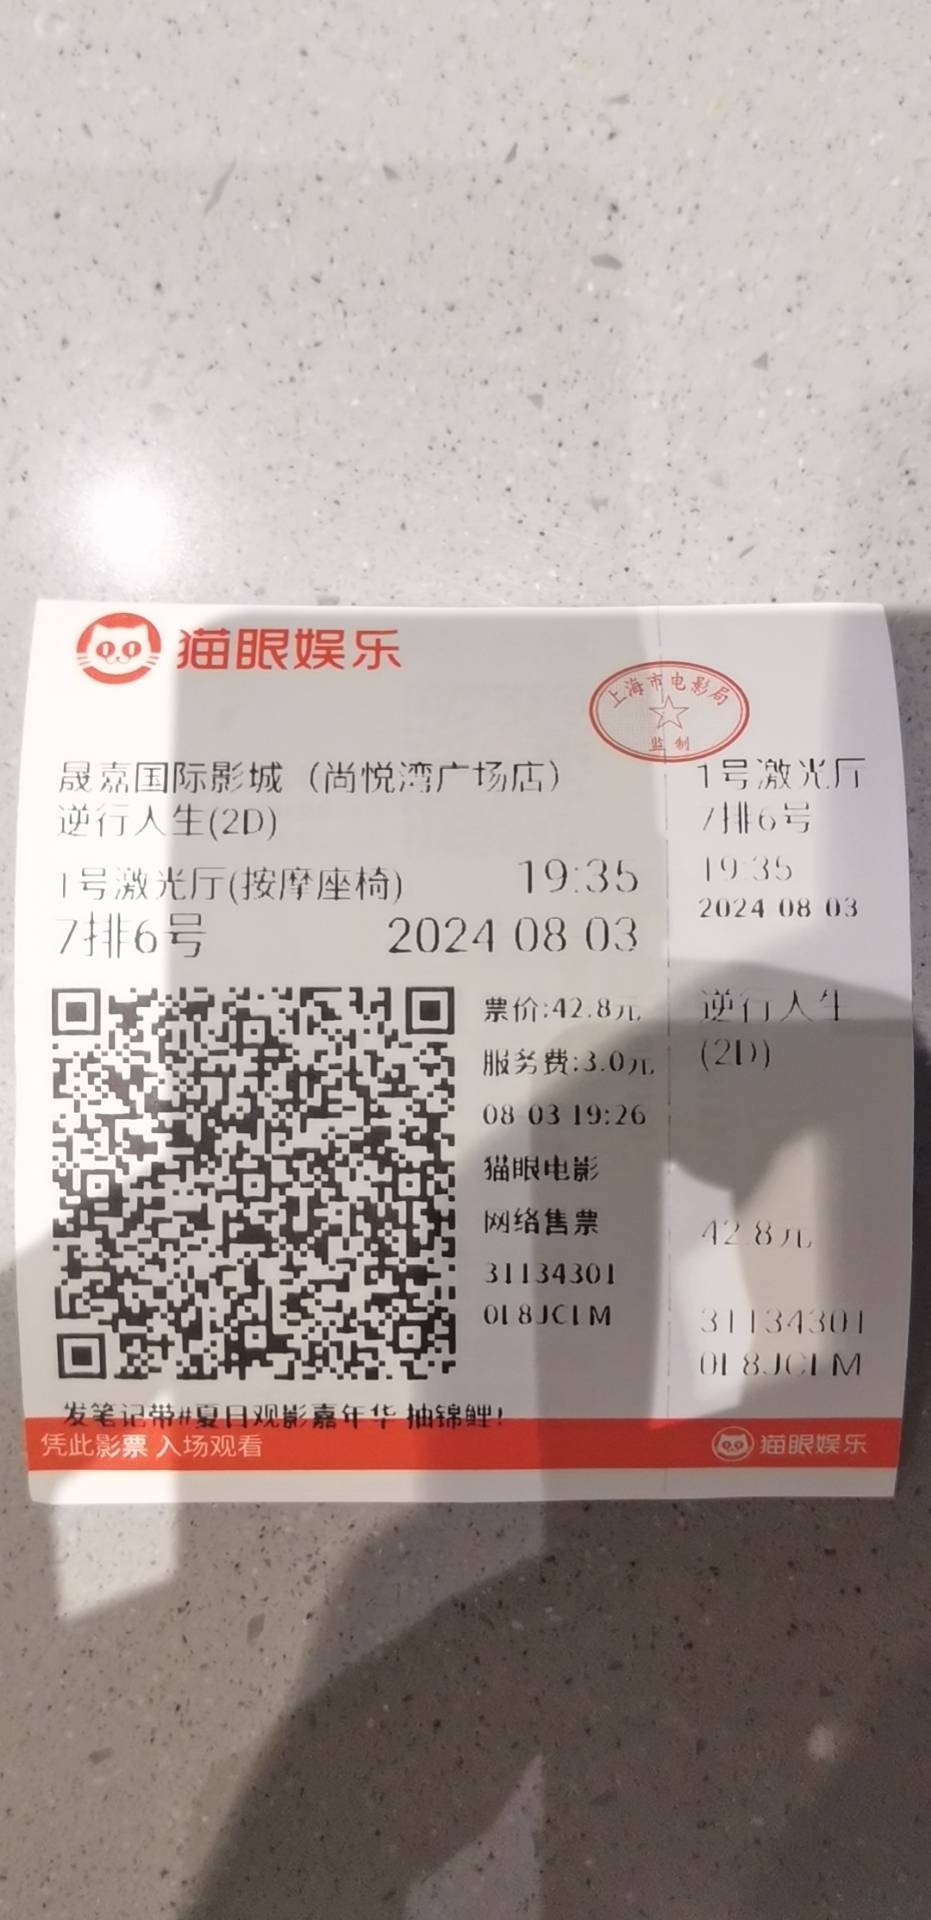 猫眼娱乐
上海市电影局
监制
晟嘉国际影城（尚悦湾广场店）
逆行人生(2D)
1号激光厅(按摩座椅)
19:35
7排6号
2024 08 03
票价:42.8元
服务费:3.0元
08 03 19:26
猫眼电影
网络售票
31134301
发笔记带#夏日观影嘉年华 抽锦鲤!
凭此影票 入场观看
1号激光厅
7排6号
19:35
2024 08 03
逆行人生
(2D)
42.8元
31134301
猫眼娱乐